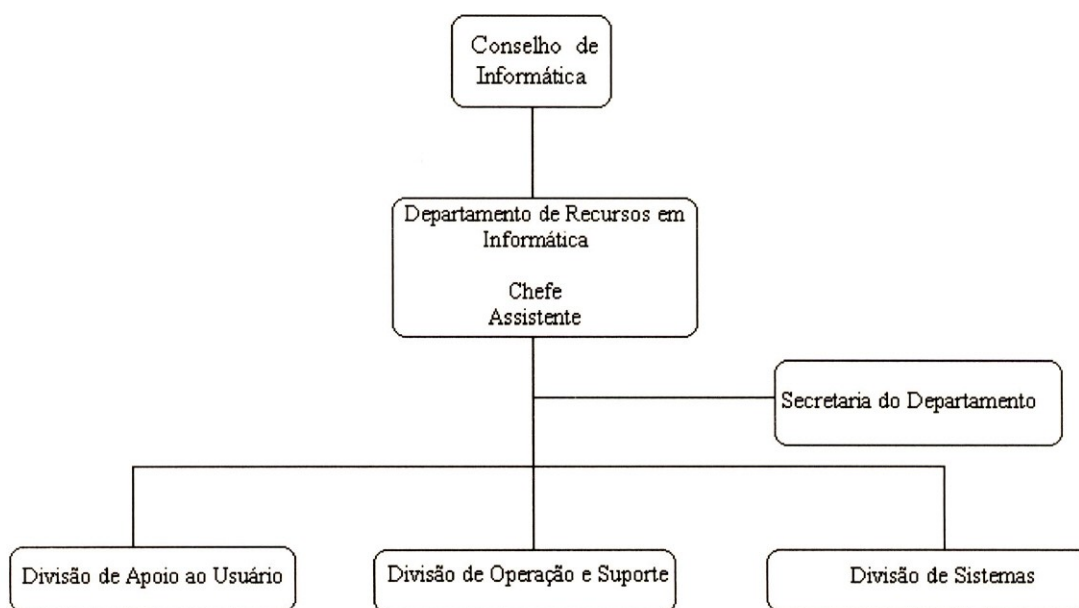 Conselho de
Informática
Departamento de Recursos em
Informática
Chefe
Assistente
Secretaria do Departamento
Divisão de Apoio ao Usuário
Divisão de Operação e Suporte
Divisão de Sistemas